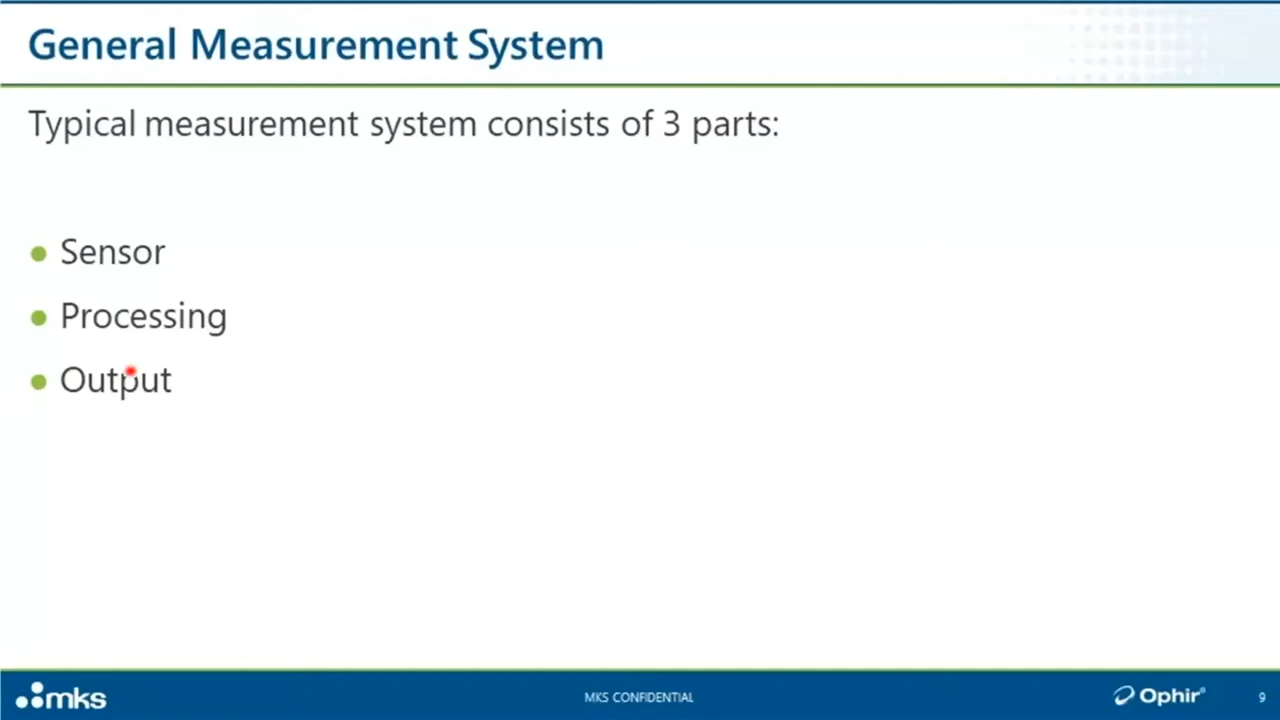 General Measurement System
Typical measurement system consists of 3 parts:
Sensor
Processing
Output
mks
MKS CONFIDENTIAL
Ophir®
9